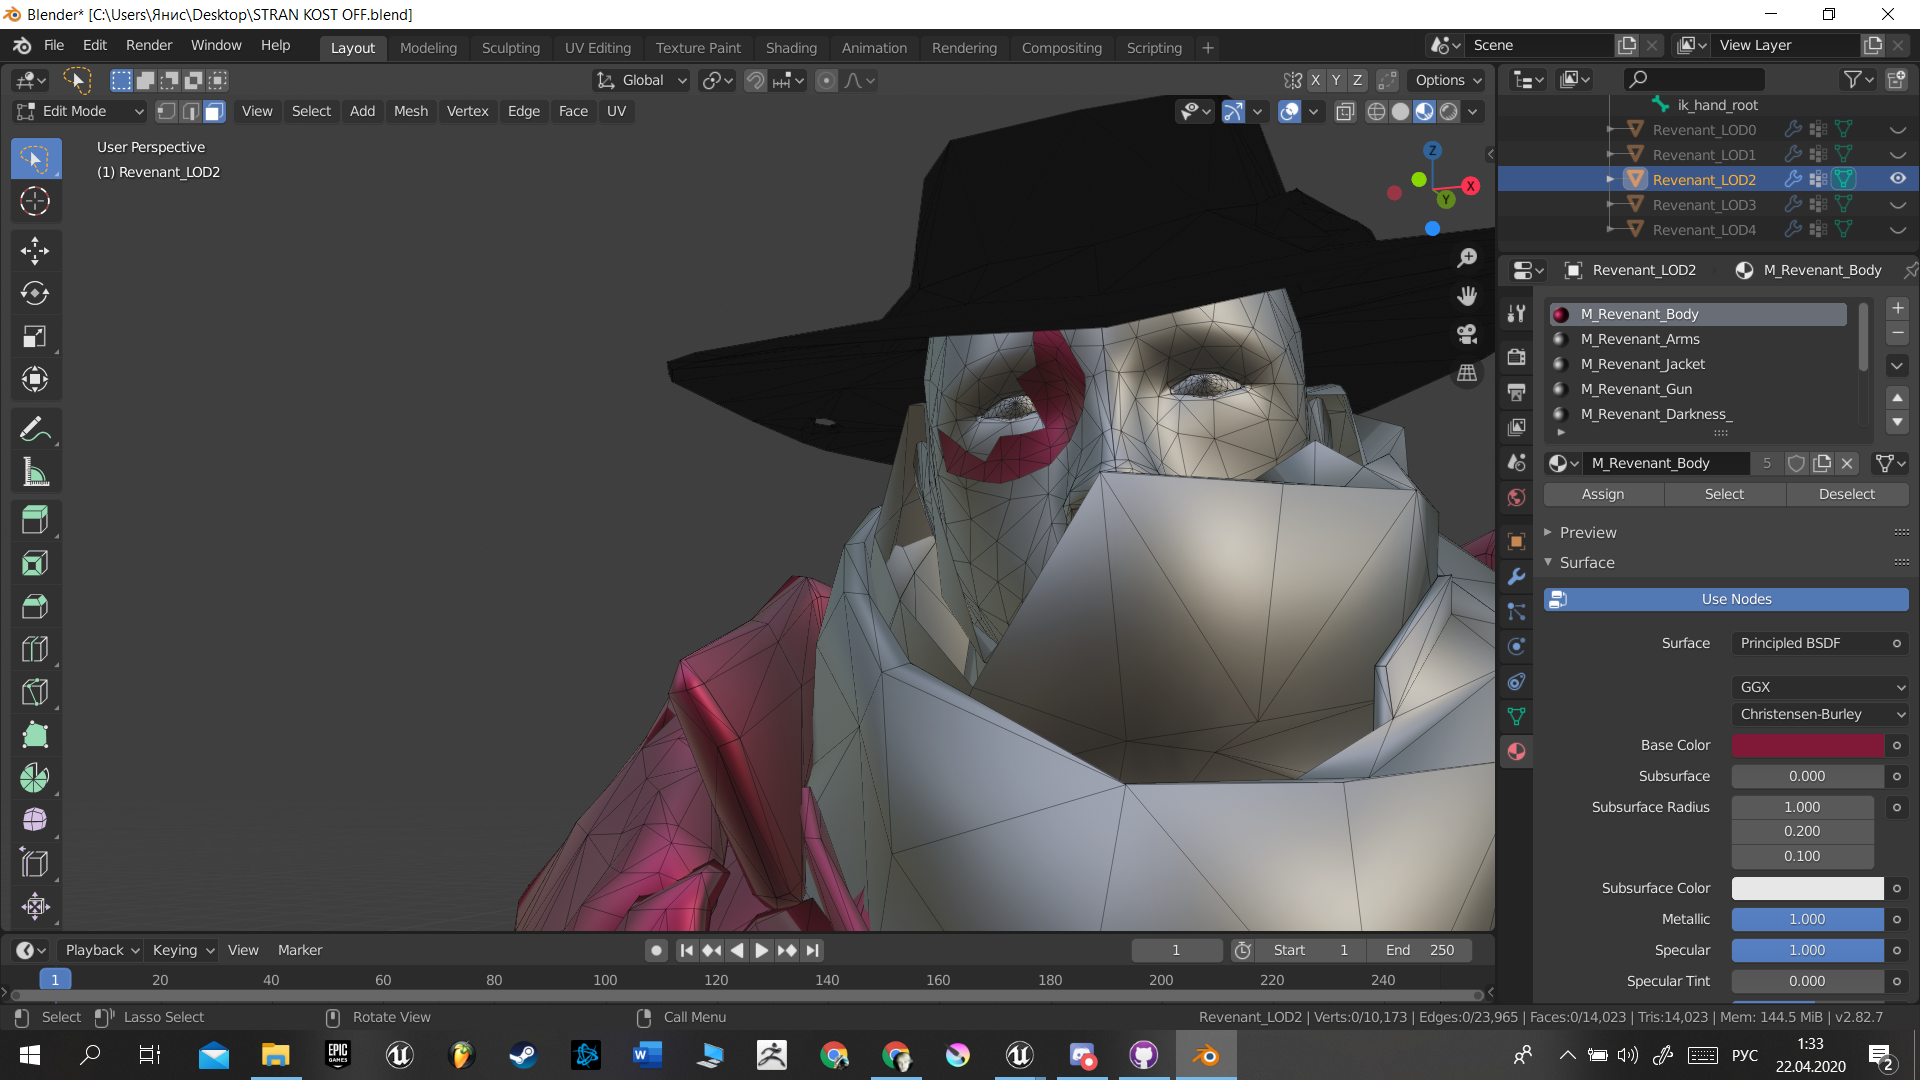 Blender* [C:\Users\Янис\Desktop\STRAN KOST OFF.blend]
File Edit Render Window Help
Layout Modeling Sculpting UV Editing Texture Paint Shading Animation Rendering Compositing Scripting +
Scene
View Layer
Global
X Y Z
Options
Edit Mode
View Select Add Mesh Vertex Edge Face UV
User Perspective
(1) Revenant_LOD2
Z
X
Y
ik_hand_root
Revenant_LOD0
Revenant_LOD1
Revenant_LOD2
Revenant_LOD3
Revenant_LOD4
Revenant_LOD2 M_Revenant_Body
M_Revenant_Body
M_Revenant_Arms
M_Revenant_Jacket
M_Revenant_Gun
M_Revenant_Darkness_
M_Revenant_Body 5
Assign Select Deselect
Preview
Surface
Use Nodes
Surface Principled BSDF
GGX
Christensen-Burley
Base Color
Subsurface 0.000
Subsurface Radius 1.000
0.200
0.100
Subsurface Color
Metallic 1.000
Specular 1.000
Specular Tint 0.000
Playback Keying View Marker
1
Start 1
End 250
1 20 40 60 80 100 120 140 160 180 200 220 240
Select Lasso Select Rotate View Call Menu
Revenant_LOD2 | Verts:0/10,173 | Edges:0/23,965 | Faces:0/14,023 | Tris:14,023 | Mem: 144.5 MiB | v2.82.7
EPIC
GAMES
W
РУС
1:33
22.04.2020
2